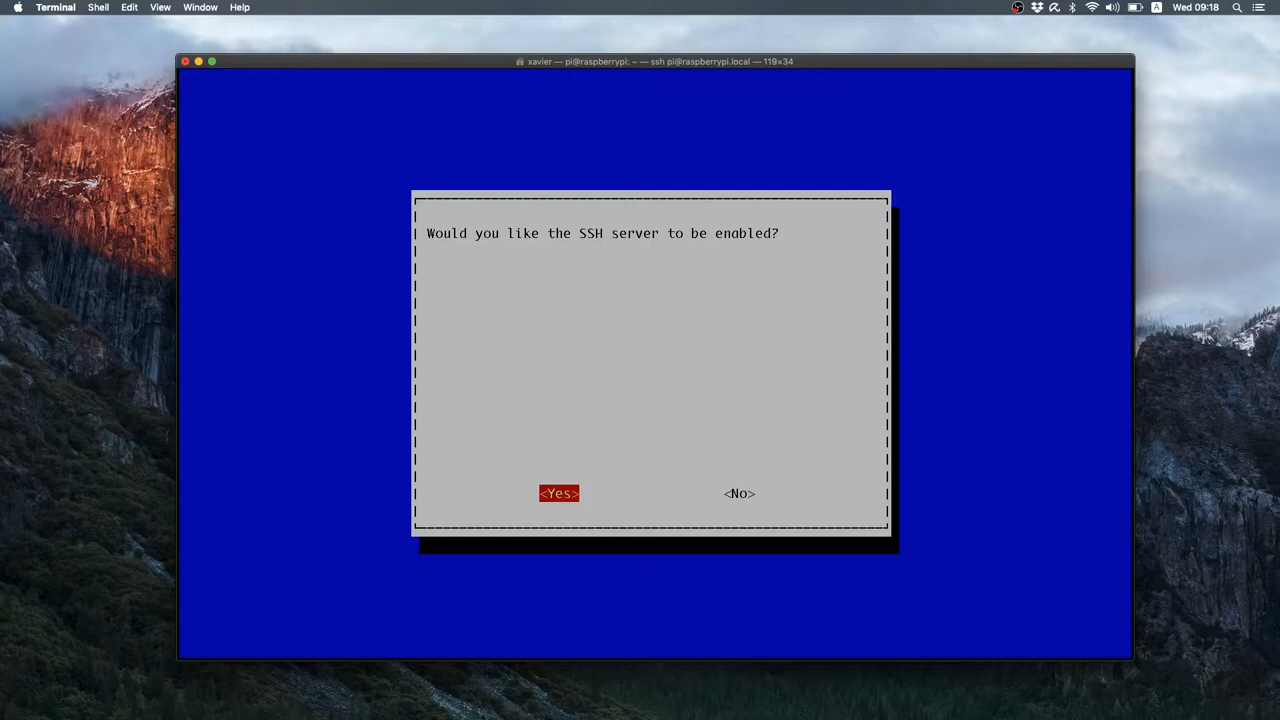 Terminal Shell Edit View Window Help A Wed 09:18
xavier — pi@raspberrypi: ~ — ssh pi@raspberrypi.local — 119×34
Would you like the SSH server to be enabled?
<Yes> <No>